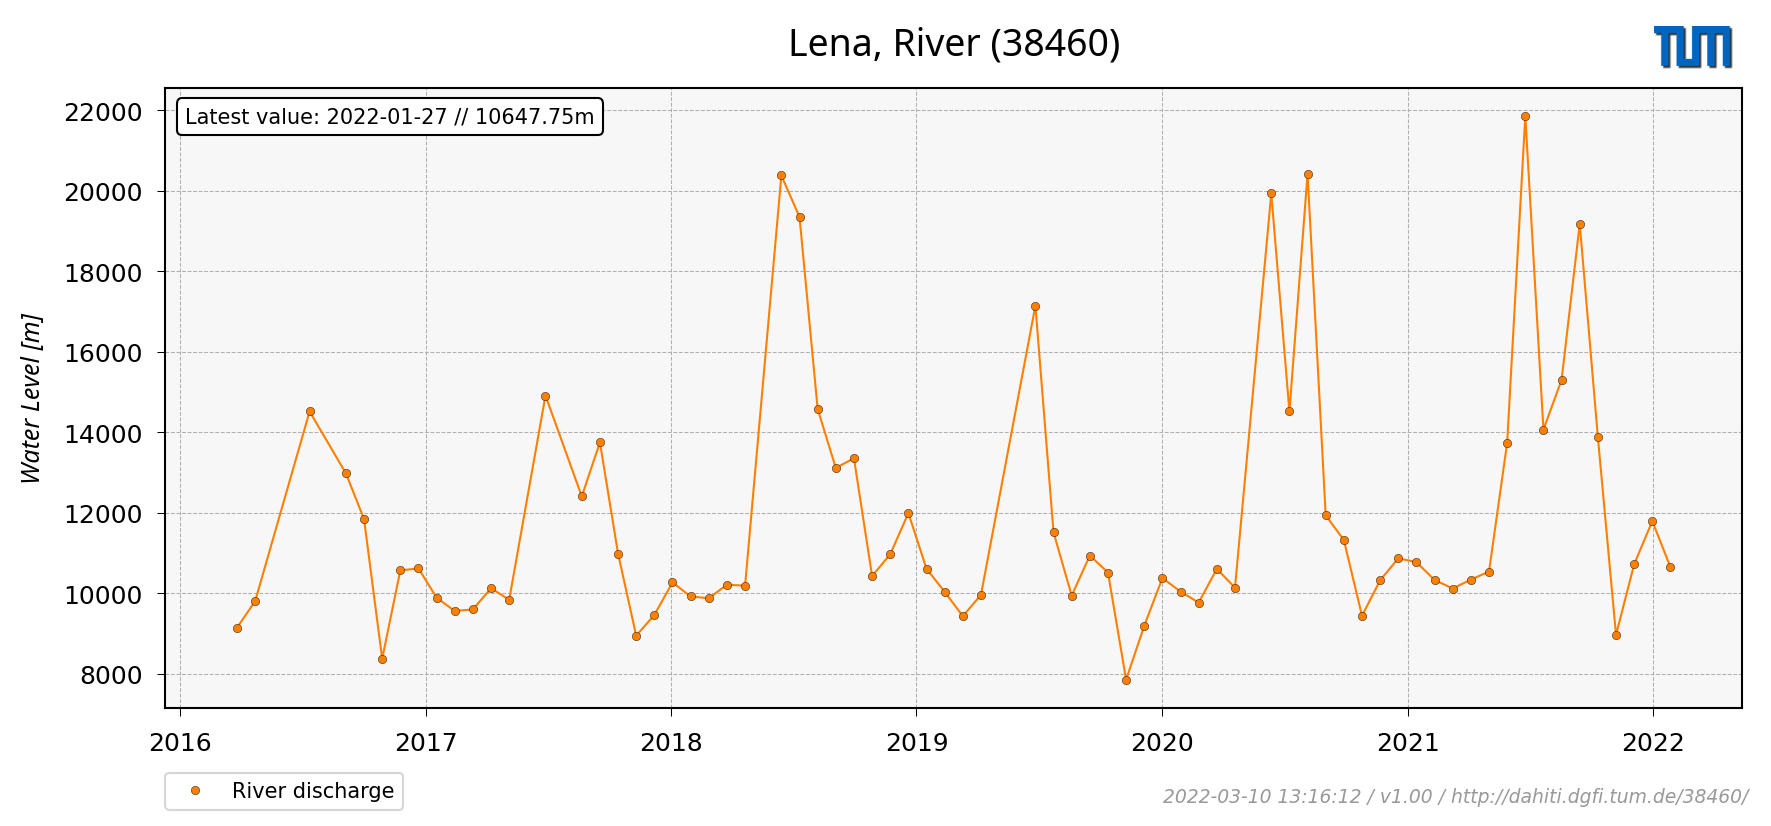 Lena, River (38460)
TUM
Latest value: 2022-01-27 // 10647.75m
22000
20000
18000
16000
14000
12000
10000
8000
Water Level [m]
2016 2017 2018 2019 2020 2021 2022
River discharge
2022-03-10 13:16:12 / v1.00 / http://dahiti.dgfi.tum.de/38460/